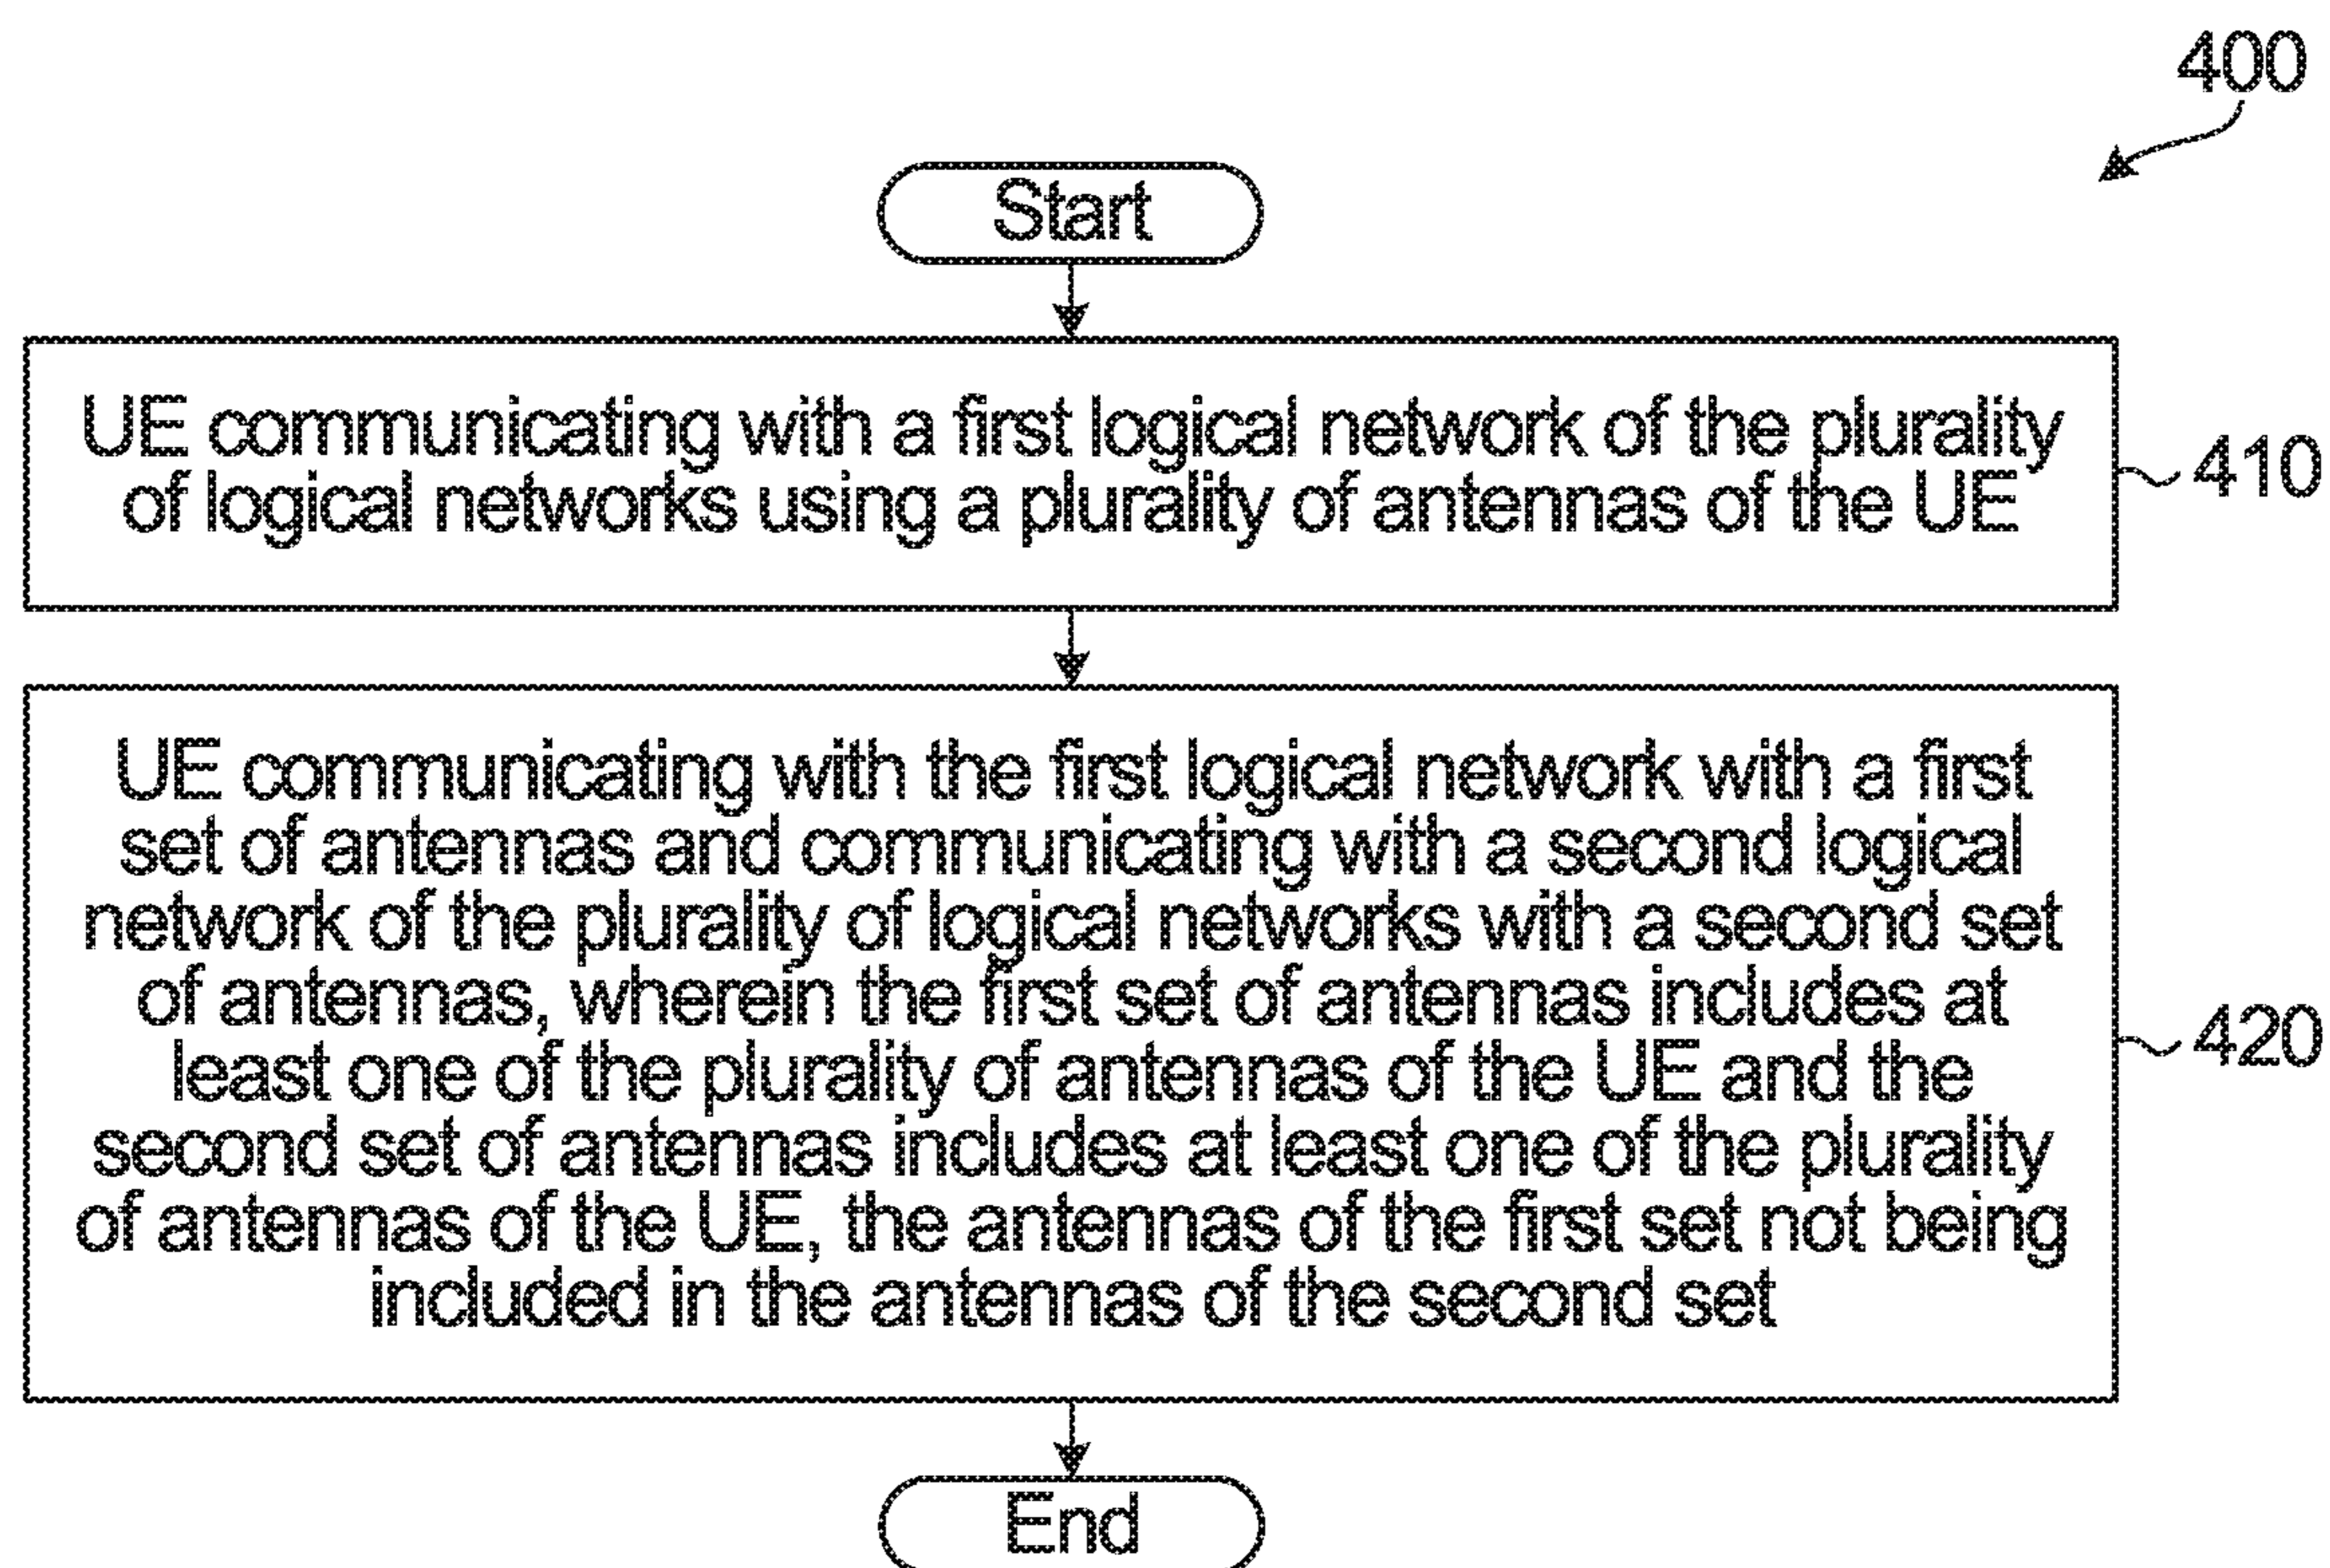 400
Start
UE communicating with a first logical network of the plurality
of logical networks using a plurality of antennas of the UE
410
UE communicating with the first logical network with a first
set of antennas and communicating with a second logical
network of the plurality of logical networks with a second set
of antennas, wherein the first set of antennas includes at
least one of the plurality of antennas of the UE and the
second set of antennas includes at least one of the plurality
of antennas of the UE, the antennas of the first set not being
included in the antennas of the second set
420
End